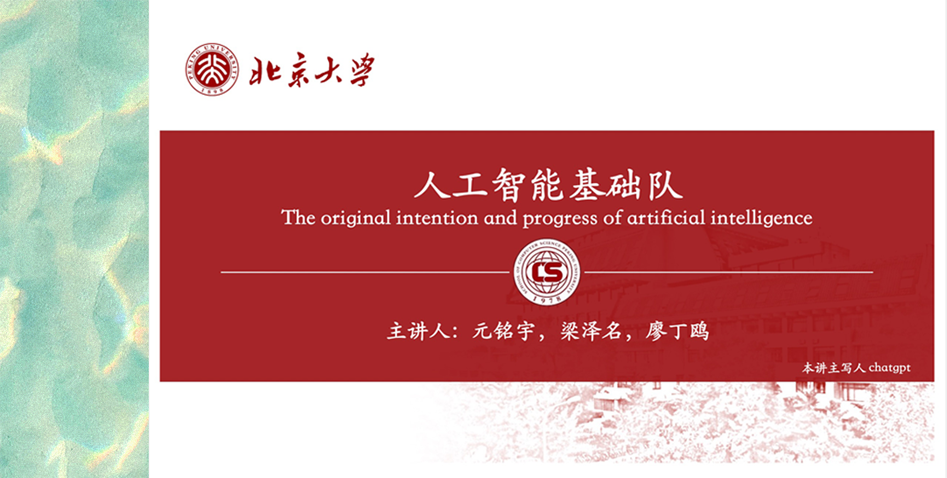 PEKING UNIVERSITY
1898
北京大学
人工智能基础队
The original intention and progress of artificial intelligence
CS
1978
主讲人：元铭宇，梁泽名，廖丁鸥
本讲主写人 chatgpt